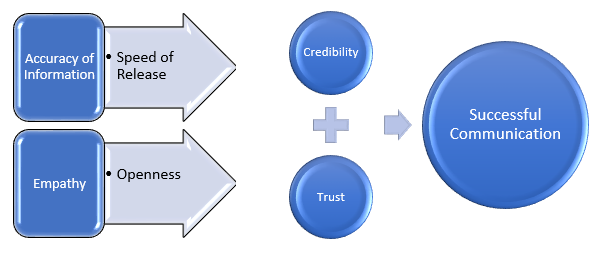 Accuracy of
Information
• Speed of
Release
Credibility
Empathy
• Openness
Trust
Successful
Communication